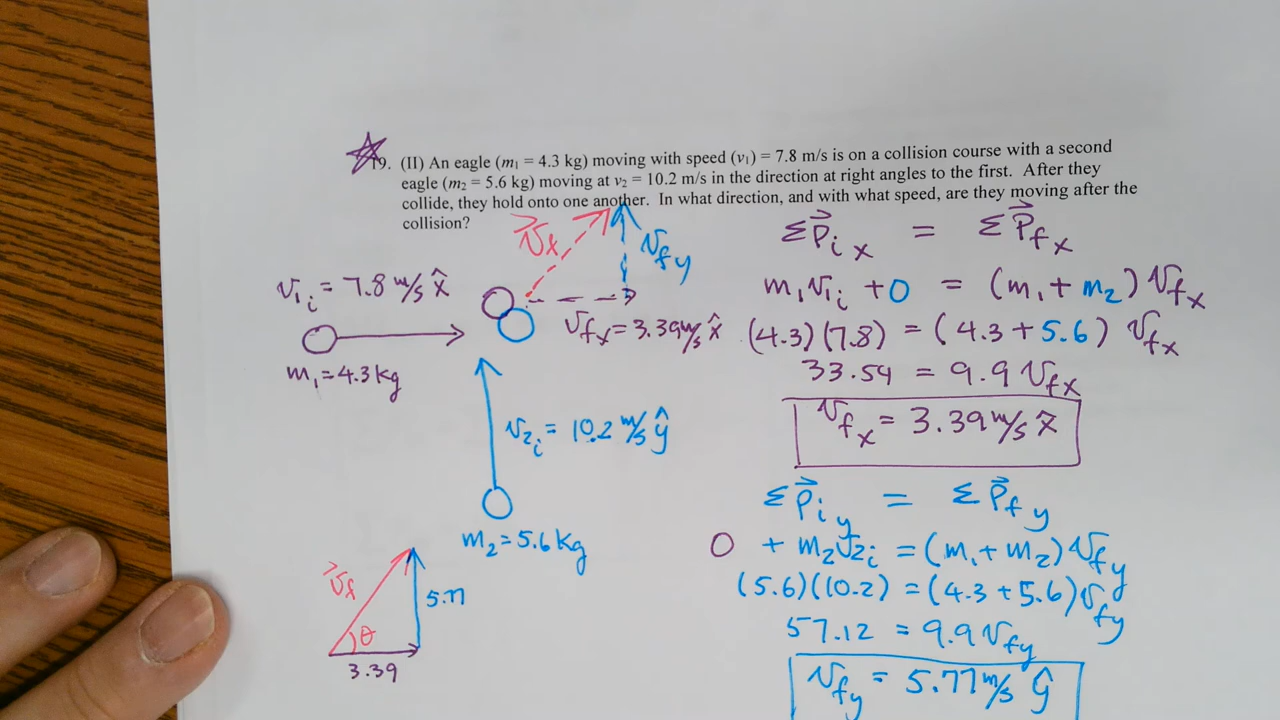 19. (II) An eagle (m₁ = 4.3 kg) moving with speed (v₁) = 7.8 m/s is on a collision course with a second
eagle (m₂ = 5.6 kg) moving at v₂ = 10.2 m/s in the direction at right angles to the first. After they
collide, they hold onto one another. In what direction, and with what speed, are they moving after the
collision?
v⃗f
vfy
v₁ᵢ = 7.8 m/s x̂
vfx = 3.39 m/s x̂
m₁ = 4.3 kg
v₂ᵢ = 10.2 m/s ŷ
m₂ = 5.6 kg
v⃗f
θ
5.77
3.39
ΣP⃗ix = ΣP⃗fx
m₁v₁ᵢ + 0 = (m₁ + m₂) vfx
(4.3)(7.8) = (4.3 + 5.6) vfx
33.54 = 9.9 vfx
vfx = 3.39 m/s x̂
ΣP⃗iy = ΣP⃗fy
0 + m₂v₂ᵢ = (m₁ + m₂) vfy
(5.6)(10.2) = (4.3 + 5.6) vfy
57.12 = 9.9 vfy
vfy = 5.77 m/s ŷ